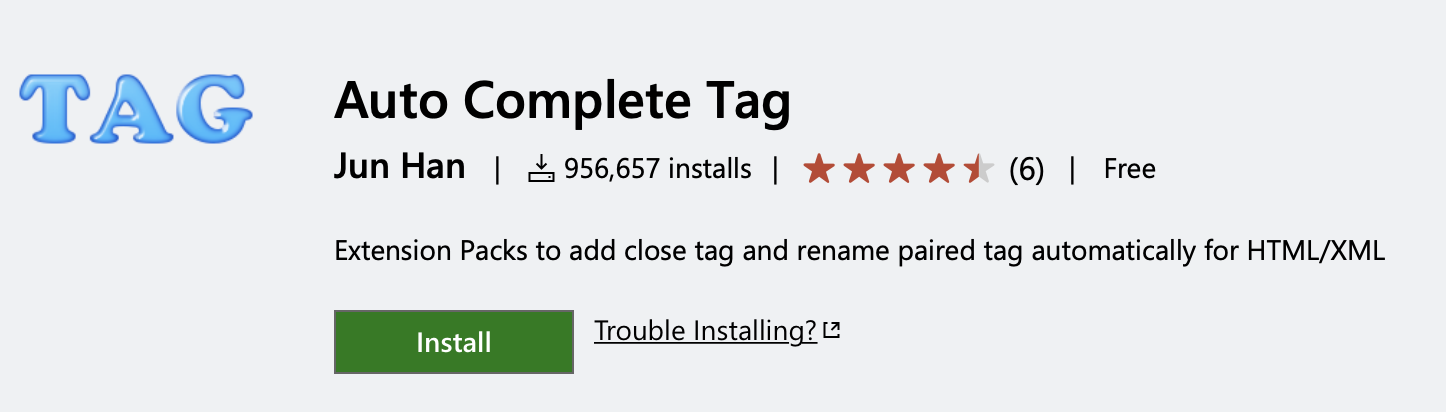 TAG
Auto Complete Tag
Jun Han | 956,657 installs | (6) | Free
Extension Packs to add close tag and rename paired tag automatically for HTML/XML
Install Trouble Installing?